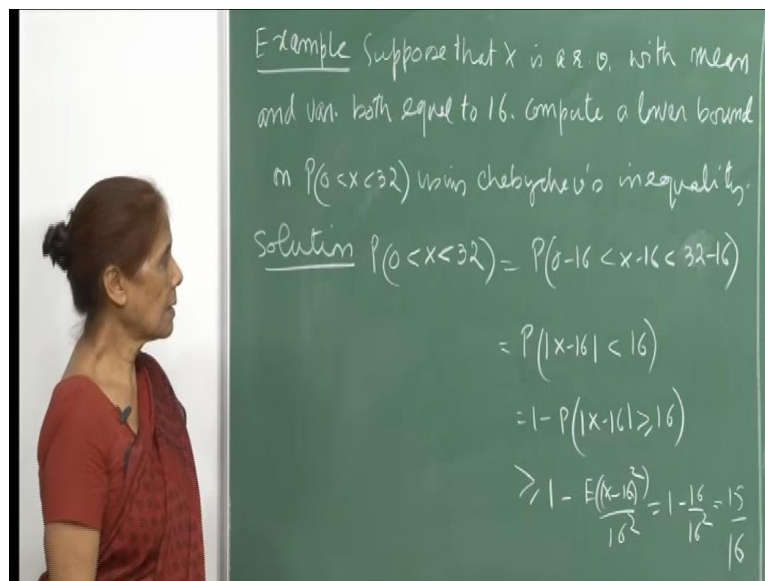 Example Suppose that X is a r.v. with mean
and var. both equal to 16. Compute a lower bound
on P(0<X<32) using chebychev's inequality.
Solution P(0<X<32) = P(0-16 < X-16 < 32-16)
= P(|X-16| < 16)
= 1 - P(|X-16| ≥ 16)
≥ 1 - E((X-16)²)/16² = 1 - 16/16² = 15/16